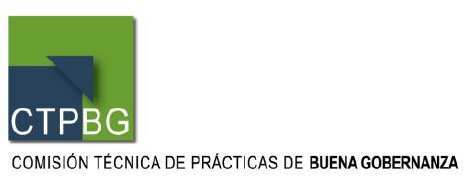 CTPBG
COMISIÓN TÉCNICA DE PRÁCTICAS DE BUENA GOBERNANZA